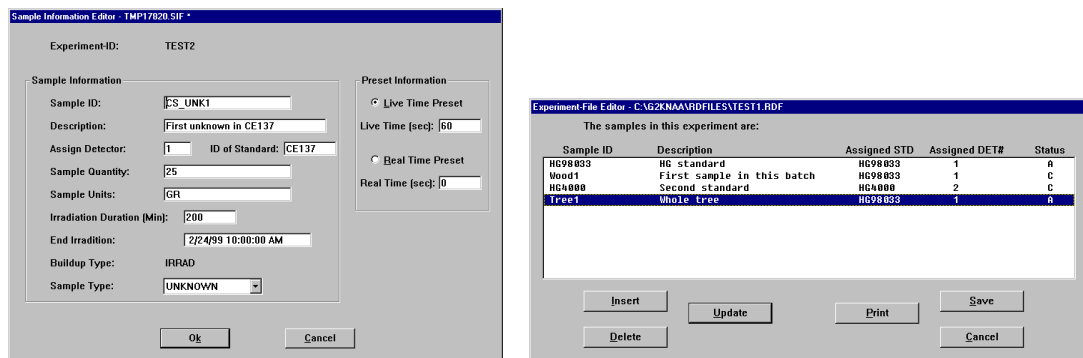 Sample Information Editor - TMP17820.SIF *
Experiment-ID: TEST2
Sample Information
Sample ID: CS_UNK1
Description: First unknown in CE137
Assign Detector: 1 ID of Standard: CE137
Sample Quantity: 25
Sample Units: GR
Irradiation Duration (Min): 200
End Irradition: 2/24/99 10:00:00 AM
Buildup Type: IRRAD
Sample Type: UNKNOWN
Preset Information
Live Time Preset
Live Time (sec): 60
Real Time Preset
Real Time (sec): 0
Ok Cancel
Experiment-File Editor - C:\G2KNAA\RDFILES\TEST1.RDF
The samples in this experiment are:
Sample ID Description Assigned STD Assigned DET# Status
HG98033 HG standard HG98033 1 A
Wood1 First sample in this batch HG98033 1 C
HG4000 Second standard HG4000 2 C
Tree1 Whole tree HG98033 1 A
Insert Update Print Save
Delete Cancel